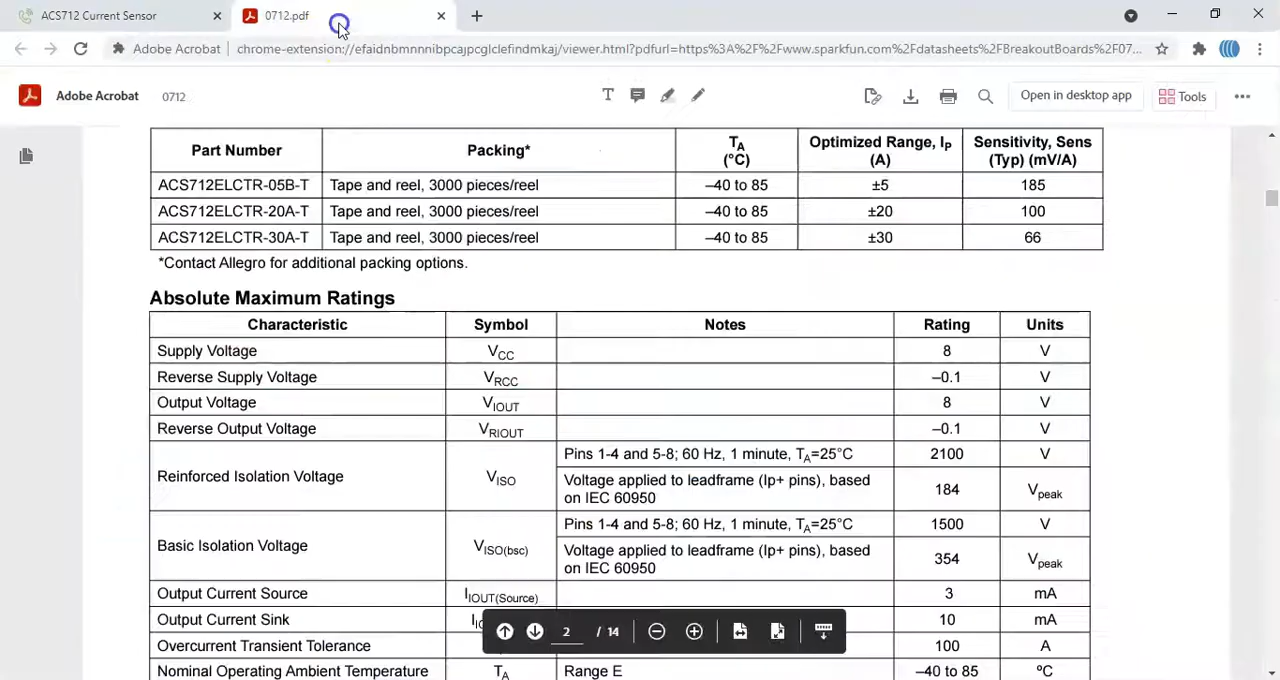 ACS712 Current Sensor
0712.pdf
Adobe Acrobat
chrome-extension://efaidnbmnnnibpcajpcglclefindmkaj/viewer.html?pdfurl=https%3A%2F%2Fwww.sparkfun.com%2Fdatasheets%2FBreakoutBoards%2F07...
Adobe Acrobat
0712
T
Open in desktop app
Tools
Part Number Packing* TA (°C) Optimized Range, IP (A) Sensitivity, Sens (Typ) (mV/A)
ACS712ELCTR-05B-T Tape and reel, 3000 pieces/reel –40 to 85 ±5 185
ACS712ELCTR-20A-T Tape and reel, 3000 pieces/reel –40 to 85 ±20 100
ACS712ELCTR-30A-T Tape and reel, 3000 pieces/reel –40 to 85 ±30 66
*Contact Allegro for additional packing options.
Absolute Maximum Ratings
Characteristic Symbol Notes Rating Units
Supply Voltage VCC 8 V
Reverse Supply Voltage VRCC –0.1 V
Output Voltage VIOUT 8 V
Reverse Output Voltage VRIOUT –0.1 V
Reinforced Isolation Voltage VISO Pins 1-4 and 5-8; 60 Hz, 1 minute, TA=25°C 2100 V
Voltage applied to leadframe (Ip+ pins), based on IEC 60950 184 Vpeak
Basic Isolation Voltage VISO(bsc) Pins 1-4 and 5-8; 60 Hz, 1 minute, TA=25°C 1500 V
Voltage applied to leadframe (Ip+ pins), based on IEC 60950 354 Vpeak
Output Current Source IIOUT(Source) 3 mA
Output Current Sink 10 mA
Overcurrent Transient Tolerance 100 A
Nominal Operating Ambient Temperature TA Range E –40 to 85 ºC
2 / 14